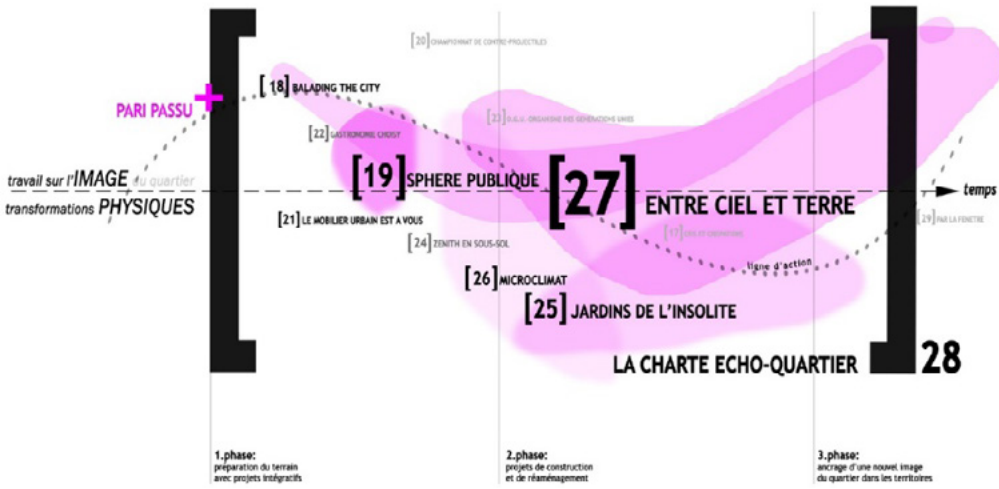 [20] CHAMPIONNAT DE CONTRE-PROJECTILES
[18] BALADING THE CITY
PARI PASSU
[23] O.G.U.-ORGANISME DES GENERATIONS UNIES
[22] GASTRONOMIE CHOISY
[19] SPHERE PUBLIQUE
[27] ENTRE CIEL ET TERRE
travail sur l'IMAGE du quartier
temps
transformations PHYSIQUES
[21] LE MOBILIER URBAIN EST A VOUS
[29] PAR LA FENETRE
[17]
[24] ZENITH EN SOUS-SOL
ligne d'action
[26] MICROCLIMAT
[25] JARDINS DE L'INSOLITE
LA CHARTE ECHO-QUARTIER
28
1.phase:
préparation du terrain
avec projets intégratifs
2.phase:
projets de construction
et de réaménagement
3.phase:
ancrage d'une nouvel image
du quartier dans les territoires